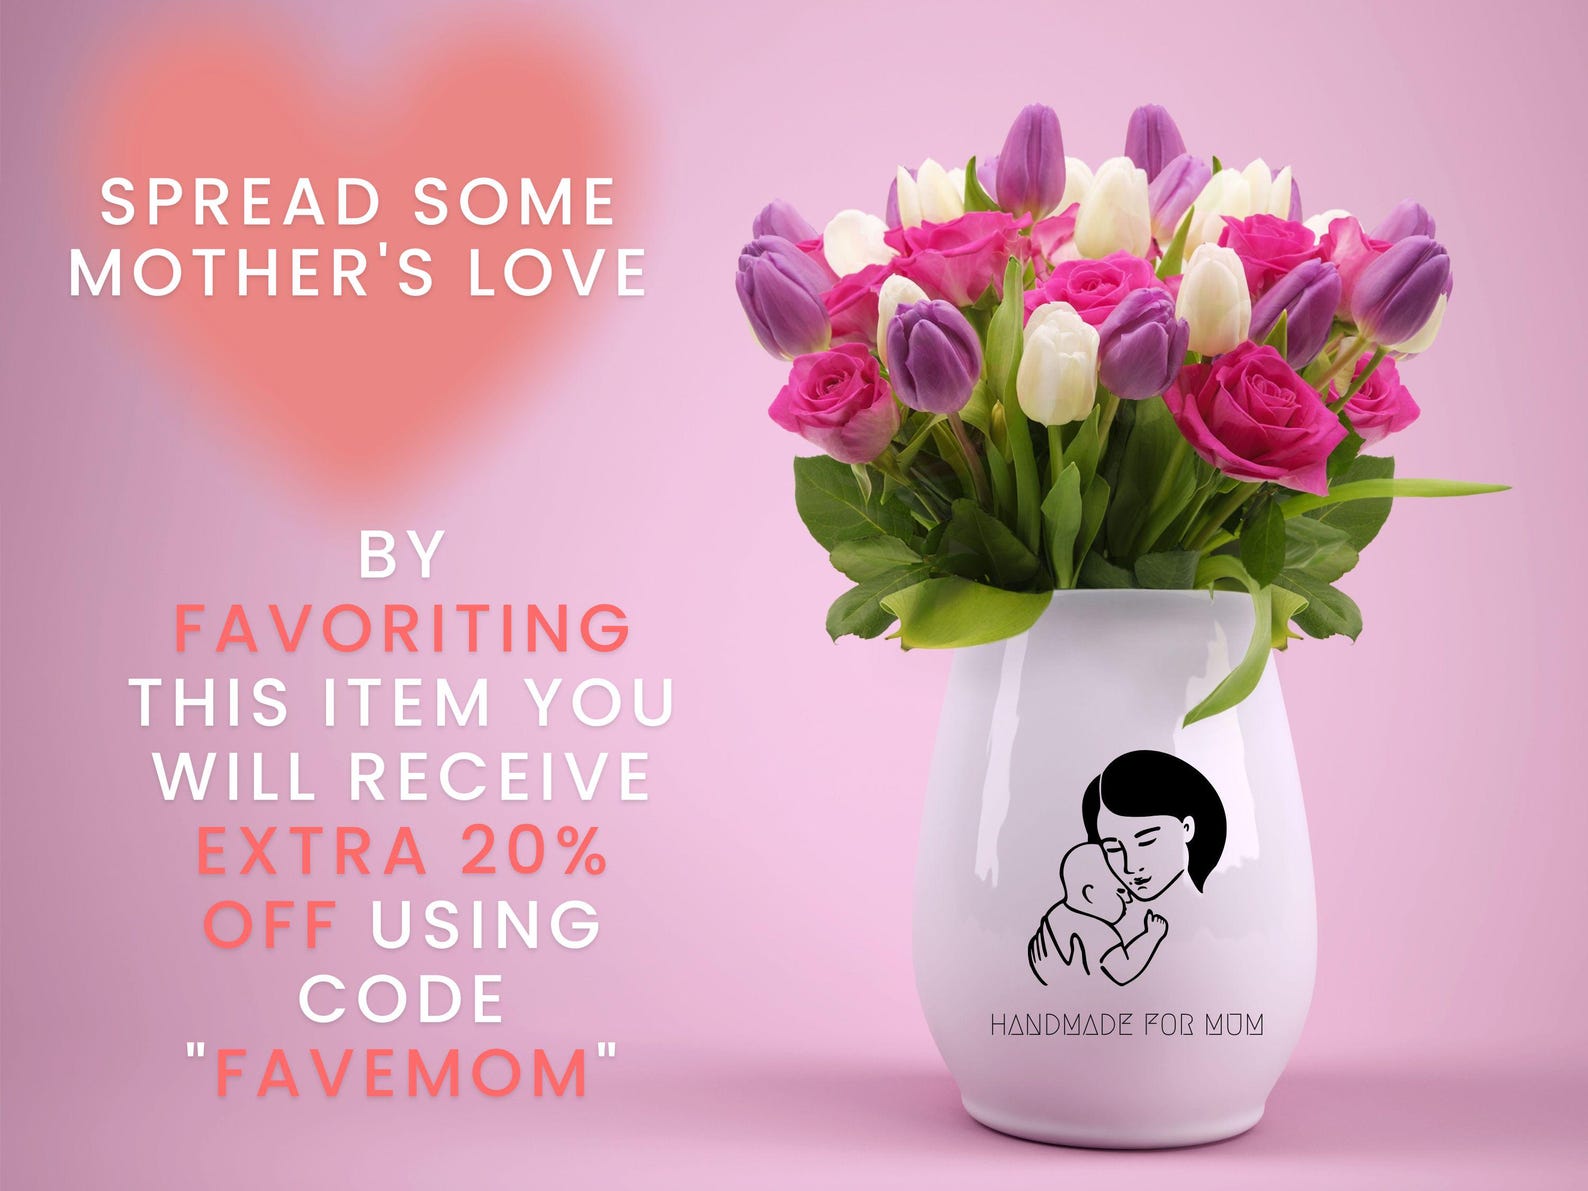 SPREAD SOME
MOTHER'S LOVE
BY
FAVORITING
THIS ITEM YOU
WILL RECEIVE
EXTRA 20%
OFF USING
CODE
"FAVEMOM"
HANDMADE FOR MUM